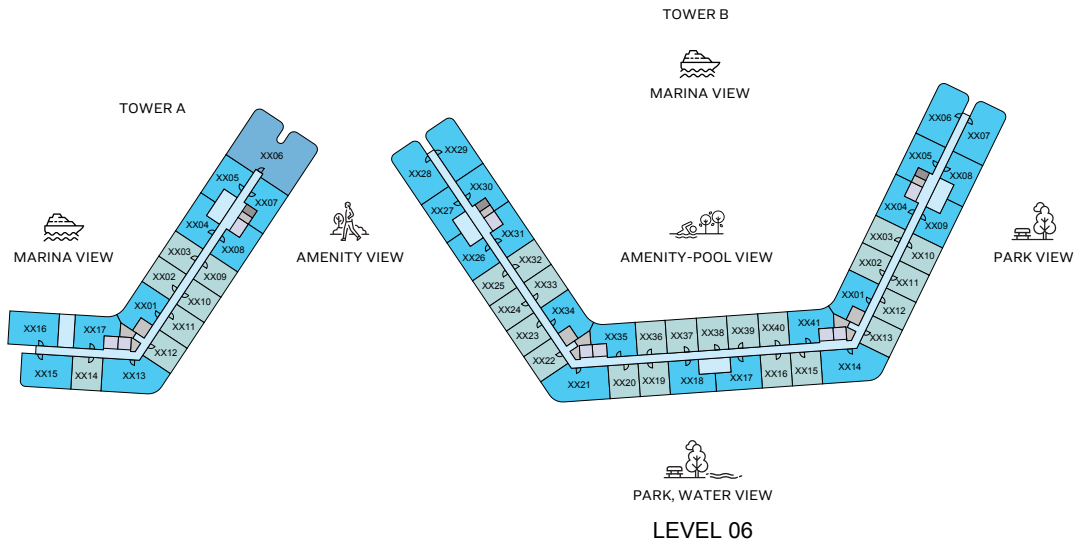 TOWER B
MARINA VIEW
TOWER A
XX06
XX05
XX07
XX04
XX08
XX03
XX02
XX09
XX01
XX10
XX11
XX12
XX16
XX17
XX15
XX14
XX13
MARINA VIEW
AMENITY VIEW
XX29
XX28
XX30
XX27
XX31
XX26
XX32
XX25
XX33
XX24
XX34
XX23
XX22
XX35
XX36
XX37
XX38
XX39
XX40
XX41
XX21
XX20
XX19
XX18
XX17
XX16
XX15
XX14
AMENITY-POOL VIEW
XX06
XX07
XX05
XX08
XX04
XX09
XX03
XX10
XX02
XX11
XX01
XX12
XX13
PARK VIEW
PARK, WATER VIEW
LEVEL 06